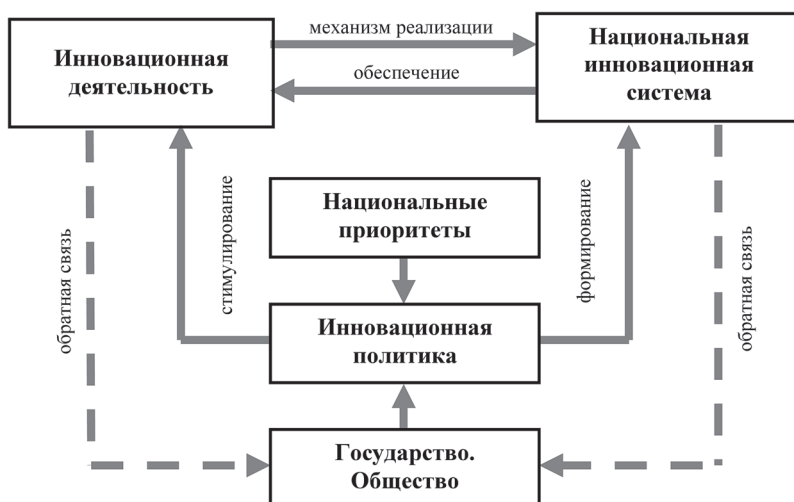 механизм реализации
Инновационная
деятельность
Национальная
инновационная
система
обеспечение
Национальные
приоритеты
обратная связь
стимулирование
формирование
обратная связь
Инновационная
политика
Государство.
Общество